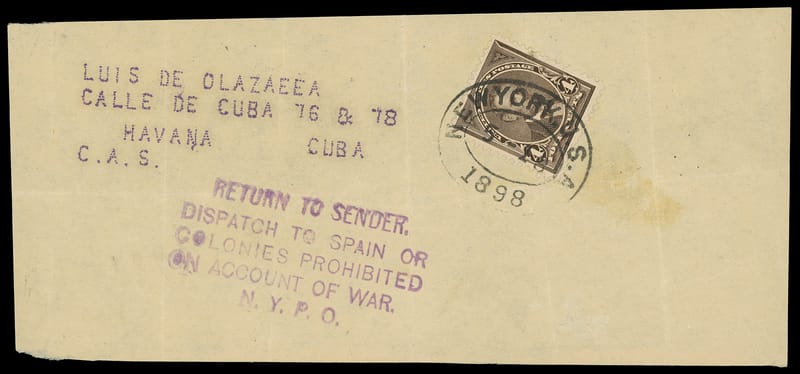 LUIS DE OLAZAEEA
CALLE DE CUBA 76 & 78
HAVANA CUBA
C.A.S.
POSTAGE
NEW YORK, U.S.A
1898
RETURN TO SENDER.
DISPATCH TO SPAIN OR
COLONIES PROHIBITED
ON ACCOUNT OF WAR.
N. Y. P. O.